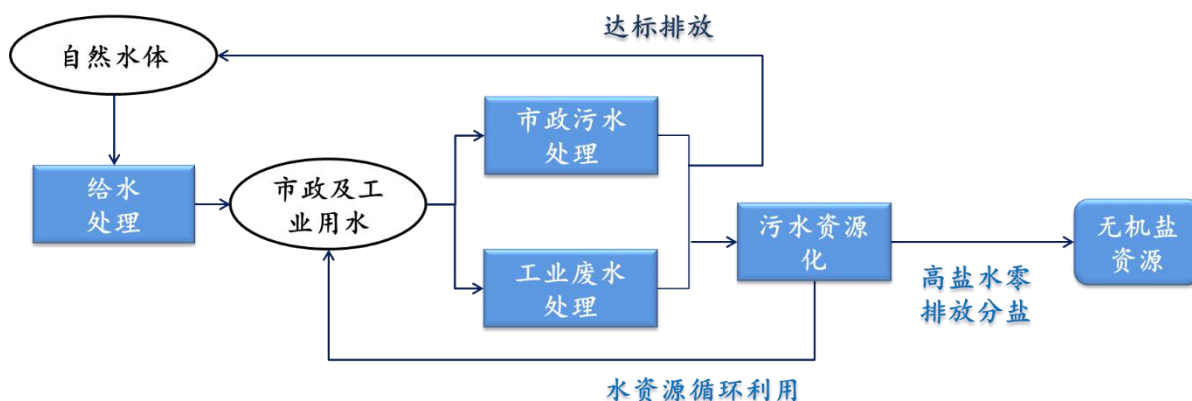 达标排放
自然水体
市政污水
处理
给水
处理
市政及工
业用水
污水资源
化
无机盐
资源
工业废水
处理
高盐水零
排放分盐
水资源循环利用